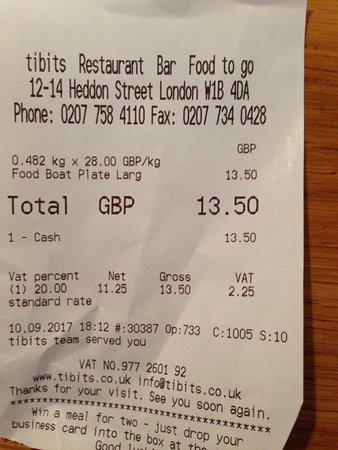 tibits Restaurant Bar Food to go
12-14 Heddon Street London W1B 4DA
Phone: 0207 758 4110 Fax: 0207 734 0428
GBP
0.482 kg x 28.00 GBP/kg
Food Boat Plate Larg 13.50
Total GBP 13.50
1 - Cash 13.50
Vat percent Net Gross VAT
(1) 20.00 11.25 13.50 2.25
standard rate
10.09.2017 18:12 #:30387 Op:733 C:1005 S:10
tibits team served you
VAT NO.977 2601 92
www.tibits.co.uk info@tibits.co.uk
Thanks for your visit. See you soon again.
******************************************
Win a meal for two - just drop your
business card into the box at the
Good